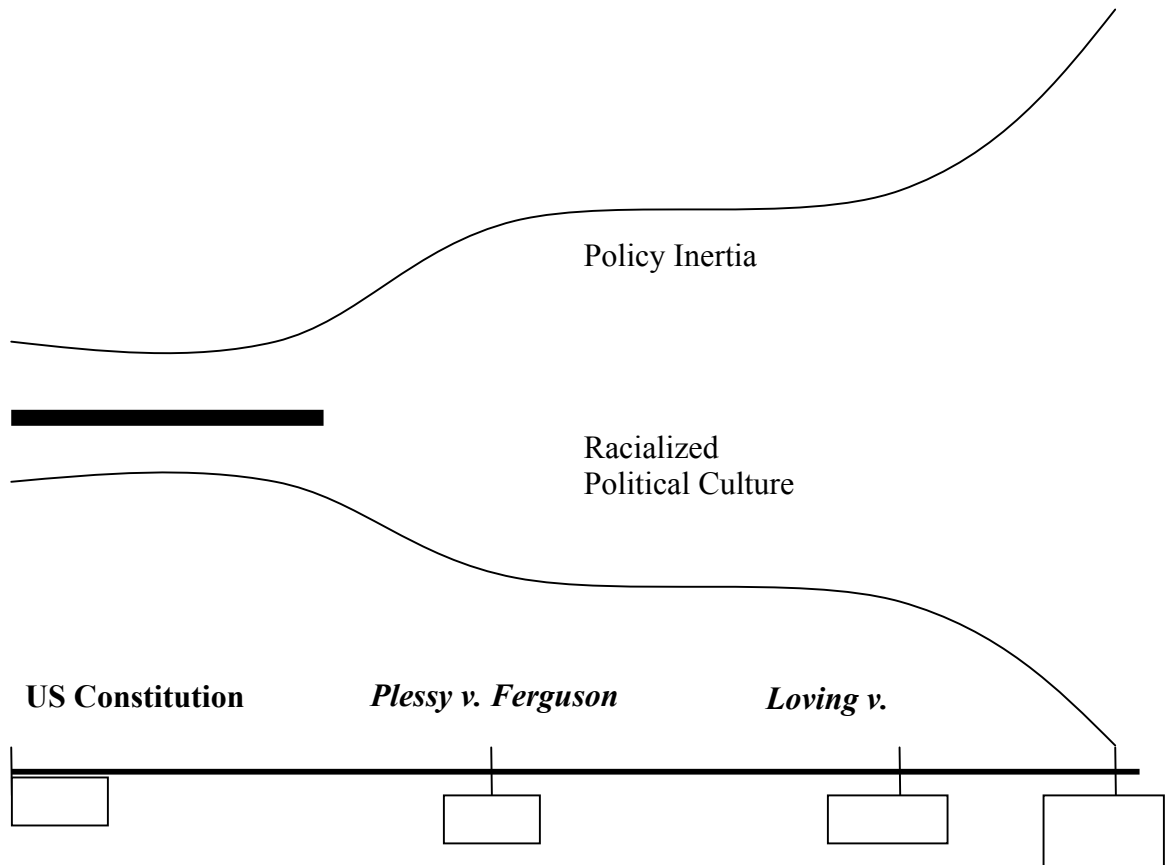 Policy Inertia
Racialized
Political Culture
US Constitution
Plessy v. Ferguson
Loving v.